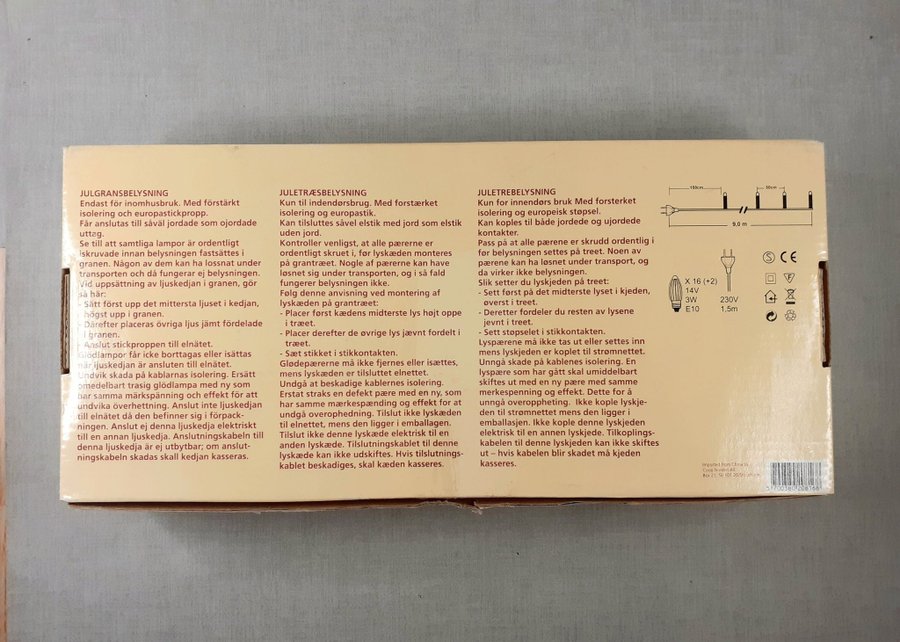 JULGRANSBELYSNING
Endast för inomhusbruk. Med förstärkt
isolering och europastickpropp.
Får anslutas till såväl jordade som ojordade
uttag.
Se till att samtliga lampor är ordentligt
iskruvade innan belysningen fastsättes i
granen. Någon av dem kan ha lossnat under
transporten och då fungerar ej belysningen.
Vid uppsättning av ljuskedjan i granen, gör
så här:
- Sätt först upp det mittersta ljuset i kedjan,
högst upp i granen.
- Därefter placeras övriga ljus jämt fördelade
i granen.
- Anslut stickproppen till elnätet.
Glödlampor får icke borttagas eller isättas
när ljuskedjan är ansluten till elnätet.
Undvik skada på kablarnas isolering. Ersätt
omedelbart trasig glödlampa med ny som
har samma märkspänning och effekt för att
undvika överhettning. Anslut inte ljuskedjan
till elnätet då den befinner sig i förpack-
ningen. Anslut ej denna ljuskedja elektriskt
till en annan ljuskedja. Anslutningskabeln till
denna ljuskedja är ej utbytbar; om anslut-
ningskabeln skadas skall kedjan kasseras.
JULETRÆSBELYSNING
Kun til indendørsbrug. Med forstærket
isolering og europastik.
Kan tilsluttes såvel elstik med jord som elstik
uden jord.
Kontroller venligst, at alle pærerne er
ordentligt skruet i, før lyskæden monteres
på grantræet. Nogle af pærerne kan have
løsnet sig under transporten, og i så fald
fungerer belysningen ikke.
Følg denne anvisning ved montering af
lyskæden på grantræet:
- Placer først kædens midterste lys højt oppe
i træet.
- Placer derefter de øvrige lys jævnt fordelt i
træet.
- Sæt stikket i stikkontakten.
Glødepærerne må ikke fjernes eller isættes,
mens lyskæden er tilsluttet elnettet.
Undgå at beskadige kablernes isolering.
Erstat straks en defekt pære med en ny, som
har samme mærkespænding og effekt for at
undgå overophedning. Tilslut ikke lyskæden
til elnettet, mens den ligger i emballagen.
Tilslut ikke denne lyskæde elektrisk til en
anden lyskæde. Tilslutningskabel til denne
lyskæde kan ikke udskiftes. Hvis tilslutnings-
kablet beskadiges, skal kæden kasseres.
JULETREBELYSNING
Kun for innendørs bruk. Med forsterket
isolering og europeisk støpsel.
Kan koples til både jordede og ujordede
kontakter.
Pass på at alle pærene er skrudd ordentlig i
før belysningen settes på treet. Noen av
pærene kan ha løsnet under transport, og
da virker ikke belysningen.
Slik setter du lyskjeden på treet:
- Sett først på det midterste lyset i kjeden,
øverst i treet.
- Deretter fordeler du resten av lysene
jevnt i treet.
- Sett støpselet i stikkontakten.
Lyspærene må ikke tas ut eller settes inn
mens lyskjeden er koplet til strømnettet.
Unngå skade på kablenes isolering. En
lyspære som har gått skal umiddelbart
skiftes ut med en ny pære med samme
merkespenning og effekt. Dette for å
unngå overoppheting. Ikke kople lyskje-
den til strømnettet mens den ligger i
emballasjen. Ikke kople denne lyskjeden
elektrisk til en annen lyskjede. Tilkoplings-
kabelen til denne lyskjeden kan ikke skiftes
ut – hvis kabelen blir skadet må kjeden
kasseres.
150cm
50cm
9,0 m
X 16 (+2)
14V
3W
E10
230V
1,5m
S CE
F